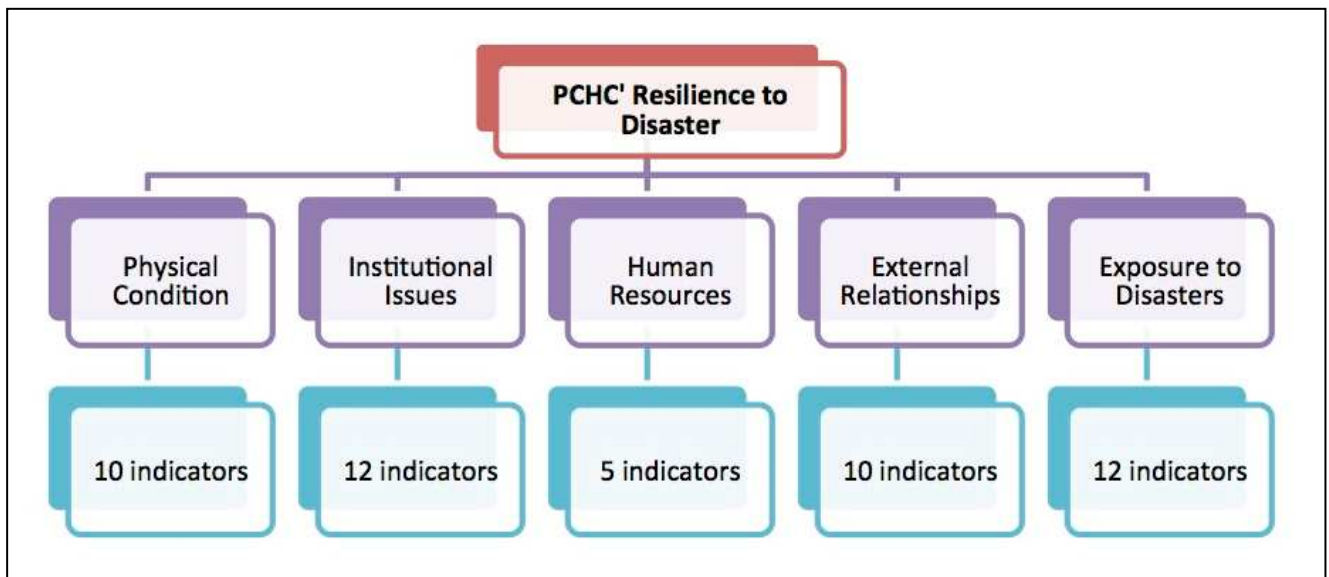 PCHC' Resilience to
Disaster
Physical
Condition
Institutional
Issues
Human
Resources
External
Relationships
Exposure to
Disasters
10 indicators
12 indicators
5 indicators
10 indicators
12 indicators